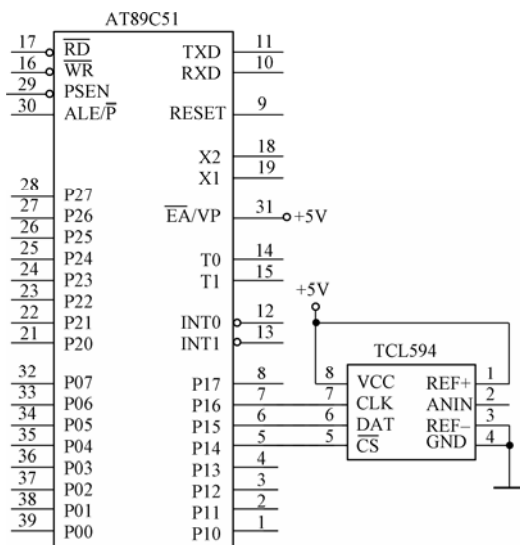 AT89C51
17 RD TXD 11
16 WR RXD 10
29 PSEN
30 ALE/P RESET 9
X2 18
X1 19
28 P27
27 P26 EA/VP 31 +5V
26 P25
25 P24 T0 14
24 P23 T1 15
23 P22
22 P21 INT0 12
21 P20 INT1 13
32 P07 P17 8
33 P06 P16 7
34 P05 P15 6
35 P04 P14 5
36 P03 P13 4
37 P02 P12 3
38 P01 P11 2
39 P00 P10 1
+5V
TCL594
8 VCC REF+ 1
7 CLK ANIN 2
6 DAT REF− 3
5 CS GND 4